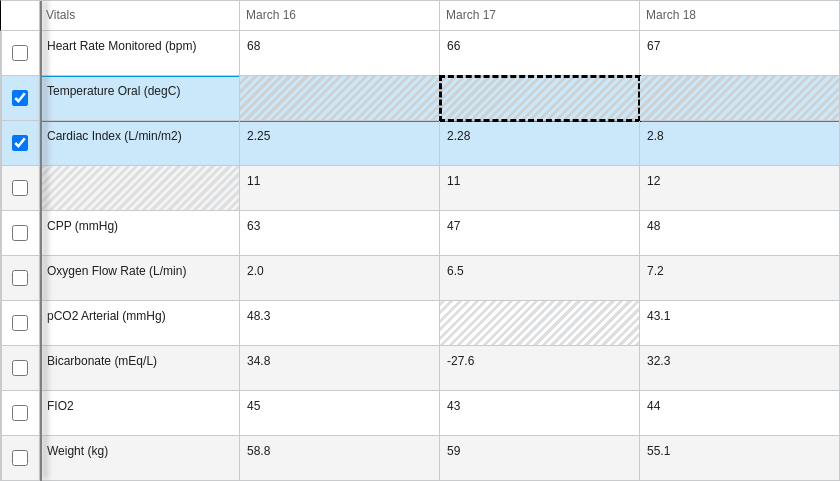 Vitals March 16 March 17 March 18
Heart Rate Monitored (bpm) 68 66 67
Temperature Oral (degC)
Cardiac Index (L/min/m2) 2.25 2.28 2.8
11 11 12
CPP (mmHg) 63 47 48
Oxygen Flow Rate (L/min) 2.0 6.5 7.2
pCO2 Arterial (mmHg) 48.3 43.1
Bicarbonate (mEq/L) 34.8 -27.6 32.3
FIO2 45 43 44
Weight (kg) 58.8 59 55.1